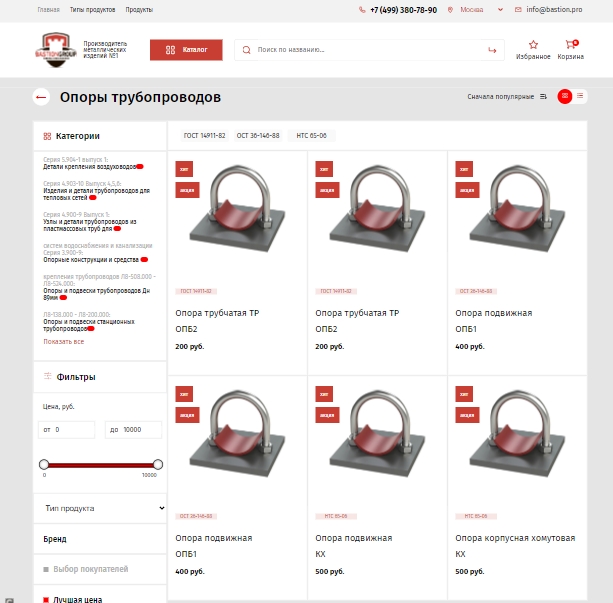 Главная Типы продуктов Продукты
+7 (499) 380-78-90 Москва info@bastion.pro
BASTIONGROUP
Производитель
металлических
изделий №1
Каталог
Поиск по названию...
Избранное Корзина
Опоры трубопроводов
Сначала популярные
Категории
ГОСТ 14911-82 ОСТ 36-146-88 НТС 65-06
Серия 5.904-1 выпуск 1:
Детали крепления воздуховодов
Серия 4.903-10 Выпуск 4,5,6:
Изделия и детали трубопроводов для
тепловых сетей
Серия 4.900-9 Выпуск 1:
Узлы и детали трубопроводов из
пластмассовых труб для
систем водоснабжения и канализации
Серия 3.900-9:
Опорные конструкции и средства
крепления трубопроводов Л8-508.000 -
Л8-524.000:
Опоры и подвески трубопроводов Дн
89мм
Л8-138.000 - Л8-200.000:
Опоры и подвески станционных
трубопроводов
Показать все
Фильтры
Цена, руб.
от 0 до 10000
0 10000
Тип продукта
Бренд
Выбор покупателей
Лучшая цена
хит
акция
ГОСТ 14911-82
Опора трубчатая ТР
ОПБ2
200 руб.
хит
акция
ГОСТ 14911-82
Опора трубчатая ТР
ОПБ2
200 руб.
хит
акция
ОСТ 36-146-88
Опора подвижная
ОПБ1
400 руб.
хит
акция
ОСТ 36-146-88
Опора подвижная
ОПБ1
400 руб.
хит
акция
НТС 65-06
Опора подвижная
КХ
500 руб.
хит
акция
НТС 65-06
Опора корпусная хомутовая
КХ
500 руб.